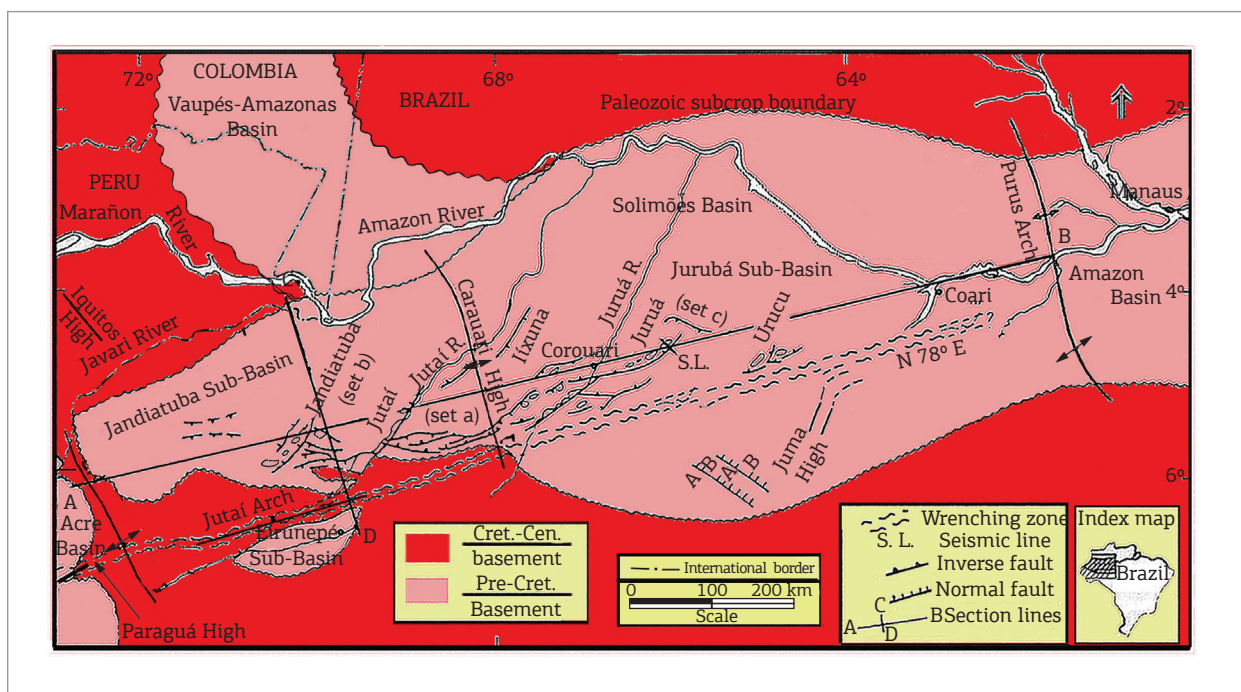 72º
68º
64º
COLOMBIA
Vaupés-Amazonas
Basin
BRAZIL
Paleozoic subcrop boundary
2º
PERU
Marañon
River
Amazon River
Solimões Basin
Purus Arch
Manaus
B
Jurubá Sub-Basin
Amazon
Basin
4º
Iquitos
High
Javari River
Carauari High
Iíxuna
Juruá R.
Juruá
(set c)
Urucu
Coari
S.L.
Corouari
N 78º E
Jandiatuba Sub-Basin
Jandiatuba
(set b)
Jutaí
Jutaí R.
(set a)
Juma
High
A B
A B
6º
A
Acre
Basin
Jutaí Arch
Eirunepé
Sub-Basin
D
Paraguá High
Cret.-Cen.
basement
Pre-Cret.
Basement
International border
0 100 200 km
Scale
Wrenching zone
S. L. Seismic line
Inverse fault
Normal fault
C
A D BSection lines
Index map
Brazil